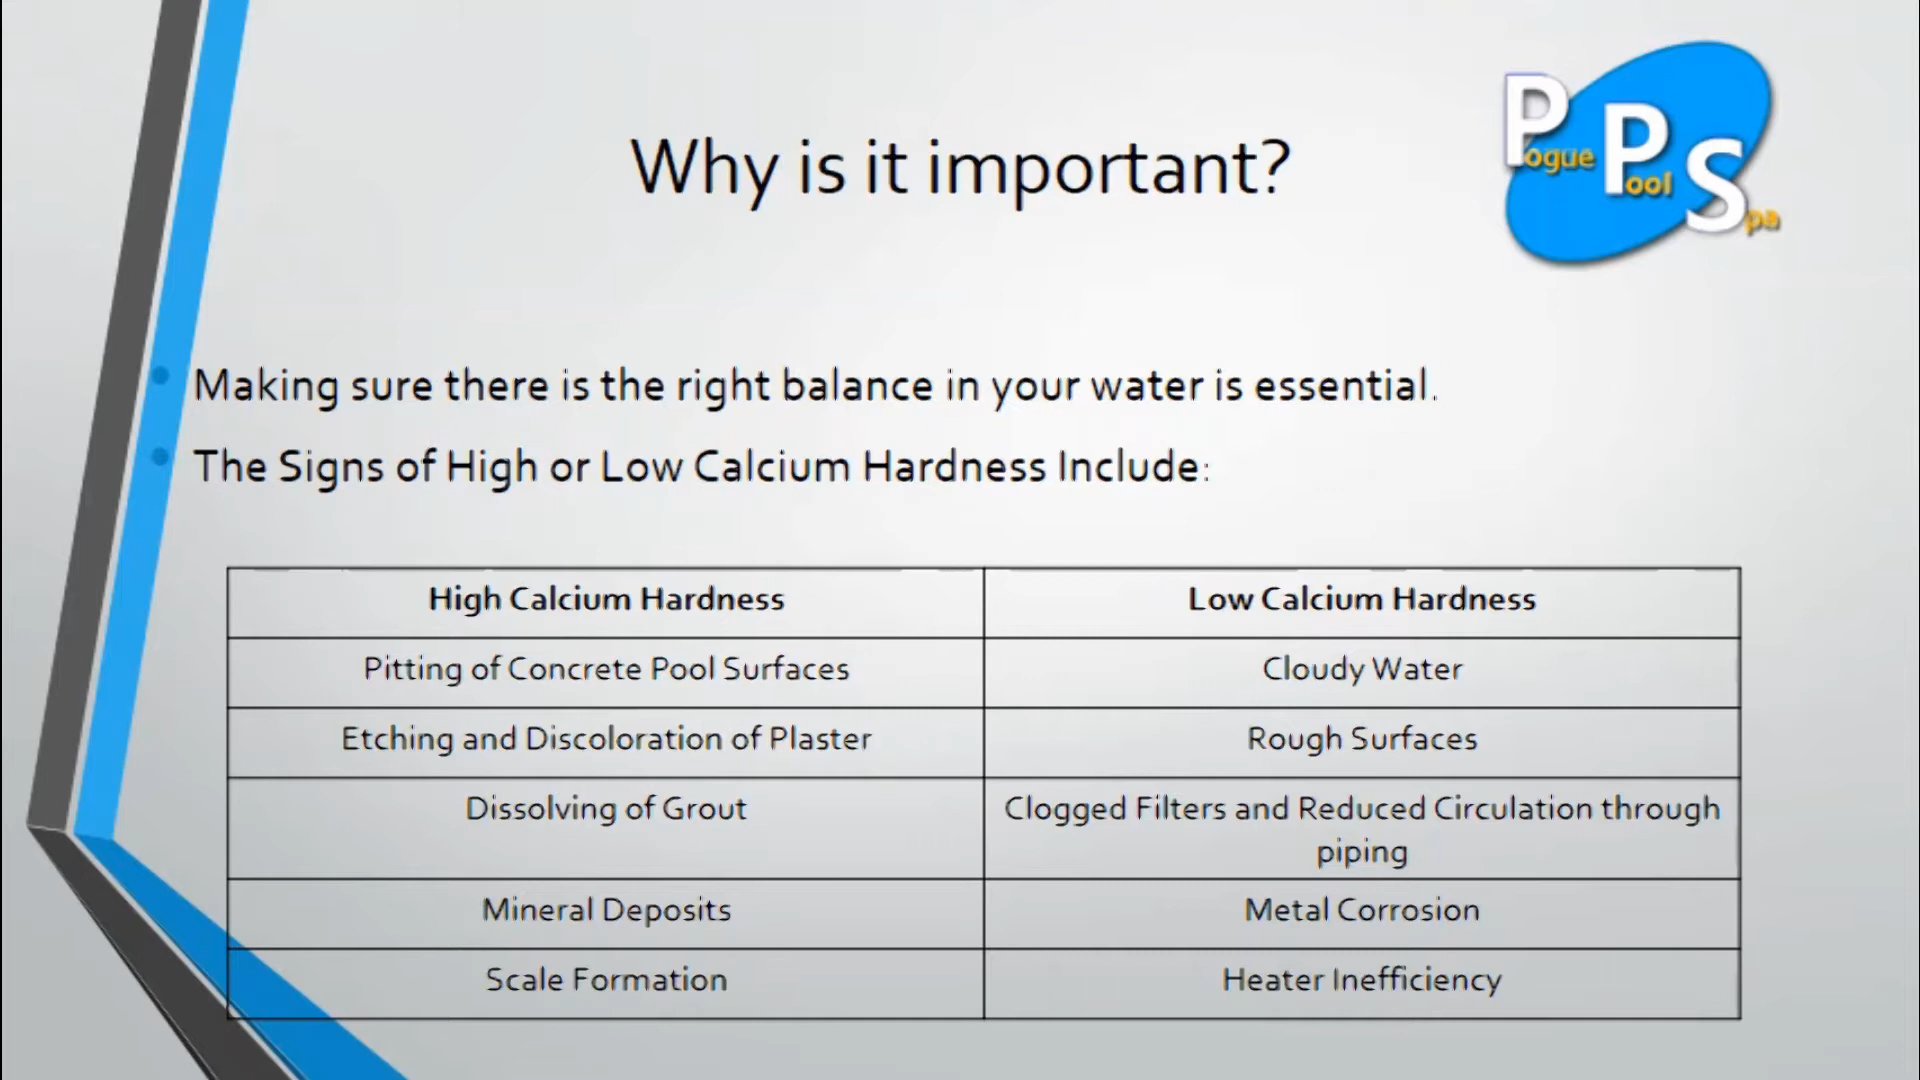 Why is it important?
Pogue Pool Spa
Making sure there is the right balance in your water is essential.
The Signs of High or Low Calcium Hardness Include:
High Calcium Hardness
Low Calcium Hardness
Pitting of Concrete Pool Surfaces
Cloudy Water
Etching and Discoloration of Plaster
Rough Surfaces
Dissolving of Grout
Clogged Filters and Reduced Circulation through
piping
Mineral Deposits
Metal Corrosion
Scale Formation
Heater Inefficiency